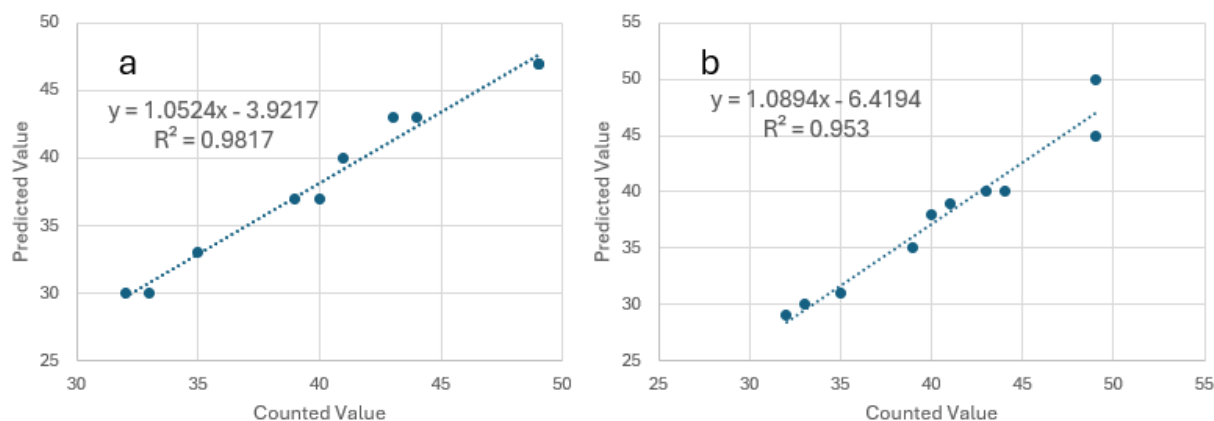 a
y = 1.0524x - 3.9217
R² = 0.9817
50
45
40
35
30
25
30 35 40 45 50
Predicted Value
Counted Value
b
y = 1.0894x - 6.4194
R² = 0.953
55
50
45
40
35
30
25
25 30 35 40 45 50 55
Predicted Value
Counted Value